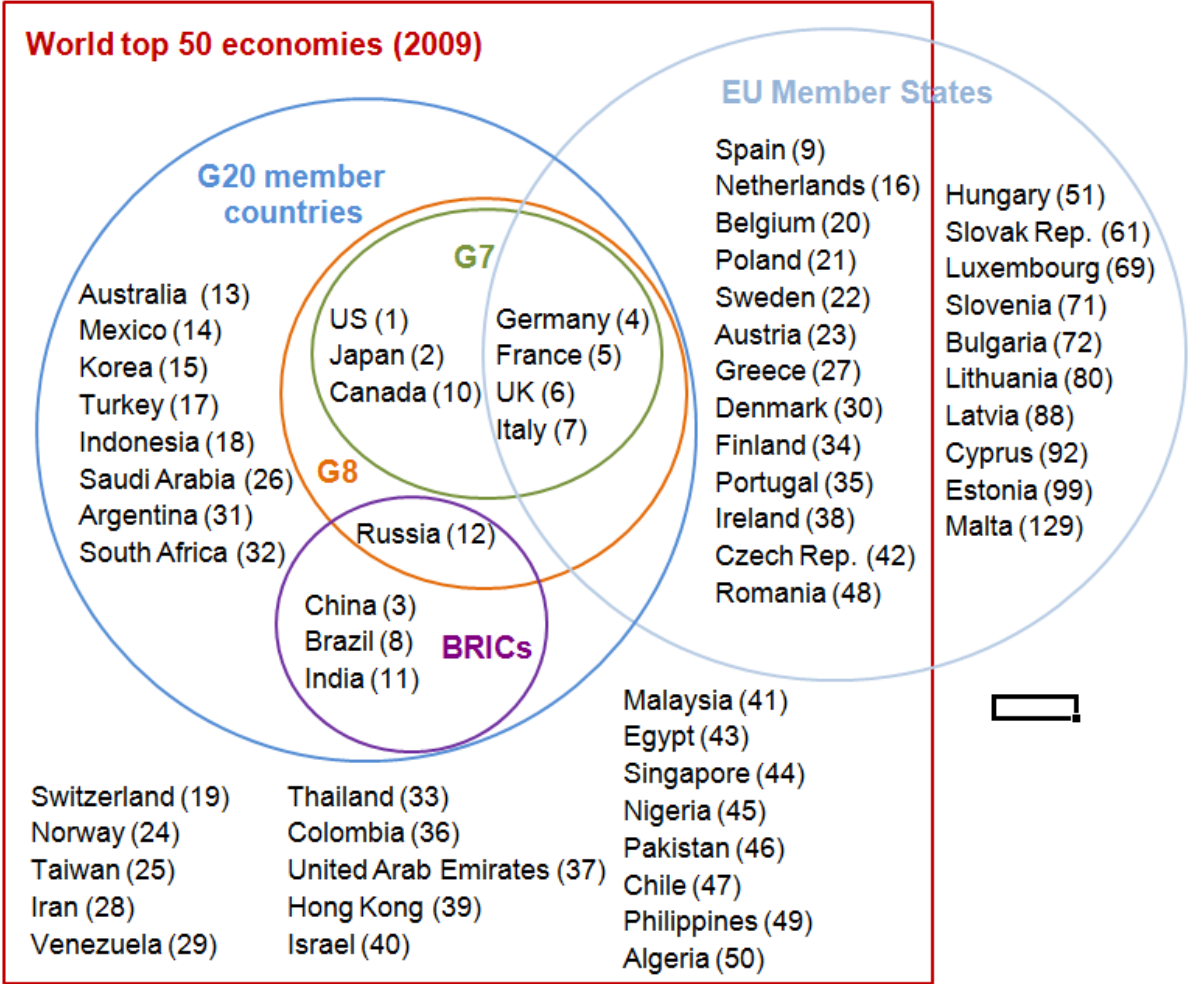 World top 50 economies (2009)
EU Member States
G20 member
countries
G7
G8
BRICs
Australia (13)
Mexico (14)
Korea (15)
Turkey (17)
Indonesia (18)
Saudi Arabia (26)
Argentina (31)
South Africa (32)
US (1)
Japan (2)
Canada (10)
Germany (4)
France (5)
UK (6)
Italy (7)
Russia (12)
China (3)
Brazil (8)
India (11)
Spain (9)
Netherlands (16)
Belgium (20)
Poland (21)
Sweden (22)
Austria (23)
Greece (27)
Denmark (30)
Finland (34)
Portugal (35)
Ireland (38)
Czech Rep. (42)
Romania (48)
Hungary (51)
Slovak Rep. (61)
Luxembourg (69)
Slovenia (71)
Bulgaria (72)
Lithuania (80)
Latvia (88)
Cyprus (92)
Estonia (99)
Malta (129)
Switzerland (19)
Norway (24)
Taiwan (25)
Iran (28)
Venezuela (29)
Thailand (33)
Colombia (36)
United Arab Emirates (37)
Hong Kong (39)
Israel (40)
Malaysia (41)
Egypt (43)
Singapore (44)
Nigeria (45)
Pakistan (46)
Chile (47)
Philippines (49)
Algeria (50)